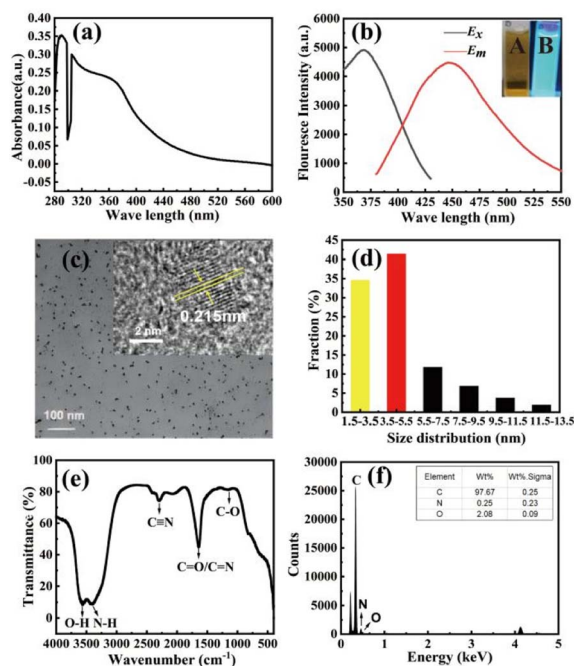 (a)
Absorbance(a.u.)
0.35
0.30
0.25
0.20
0.15
0.10
0.05
0.00
-0.05
280 320 360 400 440 480 520 560 600
Wave length (nm)
(b)
Ex
Em
A B
Flouresce Intensity (a.u.)
6000
5000
4000
3000
2000
1000
0
350 375 400 425 450 475 500 525 550
Wave length (nm)
(c)
0.215nm
2 nm
100 nm
(d)
Fraction (%)
45
40
35
30
25
20
15
10
5
0
1.5-3.5 3.5-5.5 5.5-7.5 7.5-9.5 9.5-11.5 11.5-13.5
Size distribution (nm)
(e)
Transmittance (%)
100
80
60
40
20
0
C≡N
C-O
C=O/C=N
O-H N-H
4000 3000 2000 1000
Wavenumber (cm-1)
(f)
Counts
30000
25000
20000
15000
10000
5000
0
C
N
O
Element Wt% Wt%.Sigma
C 97.67 0.25
N 0.25 0.23
O 2.08 0.09
0 1 2 3 4 5
Energy (keV)